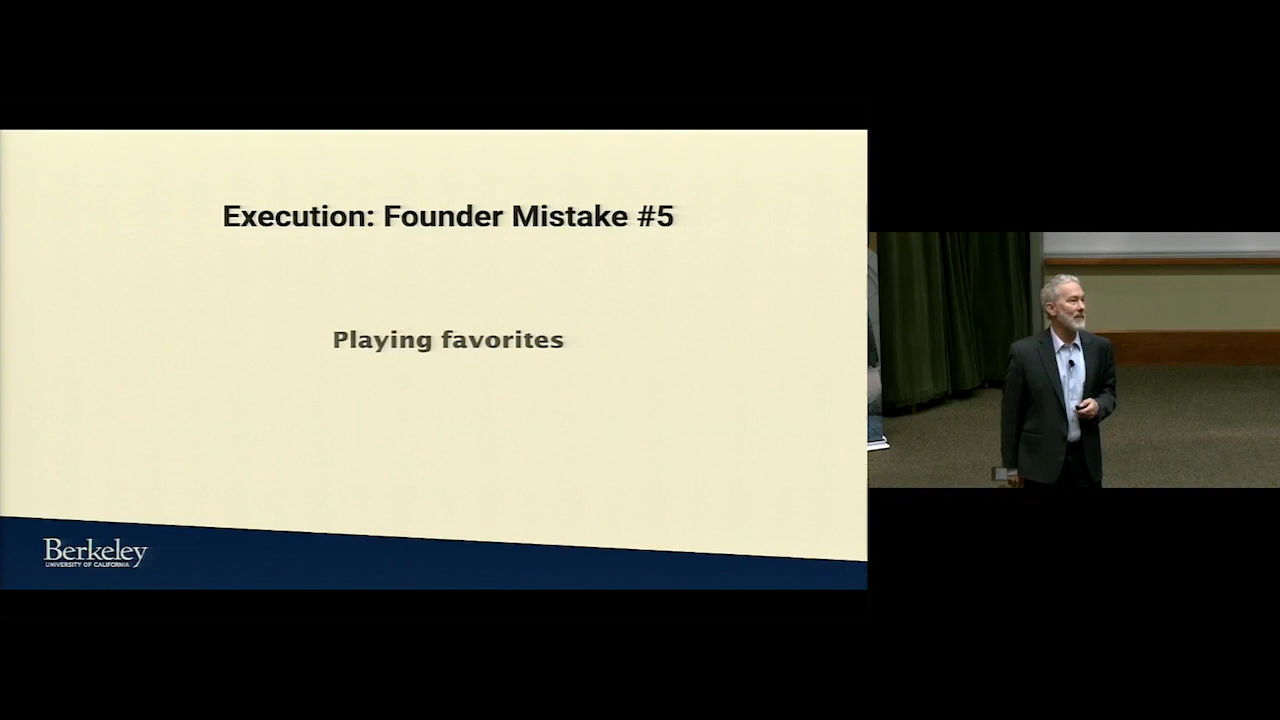 Execution: Founder Mistake #5
Playing favorites
Berkeley
UNIVERSITY OF CALIFORNIA